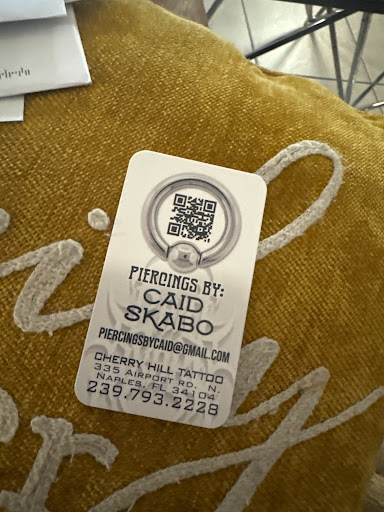 PIERCINGS BY:
CAID
SKABO
PIERCINGSBYCAID@GMAIL.COM
CHERRY HILL TATTOO
335 AIRPORT RD. N.
NAPLES, FL 34104
239.793.2228